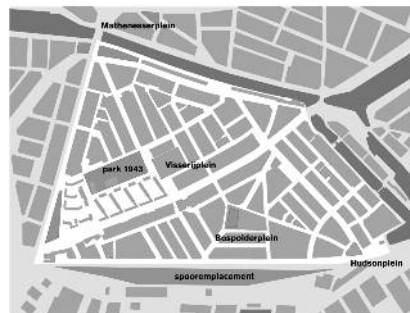 Mathenesserplein
Visserijplein
park 1943
Bospolderplein
Hudsonplein
spooremplacement